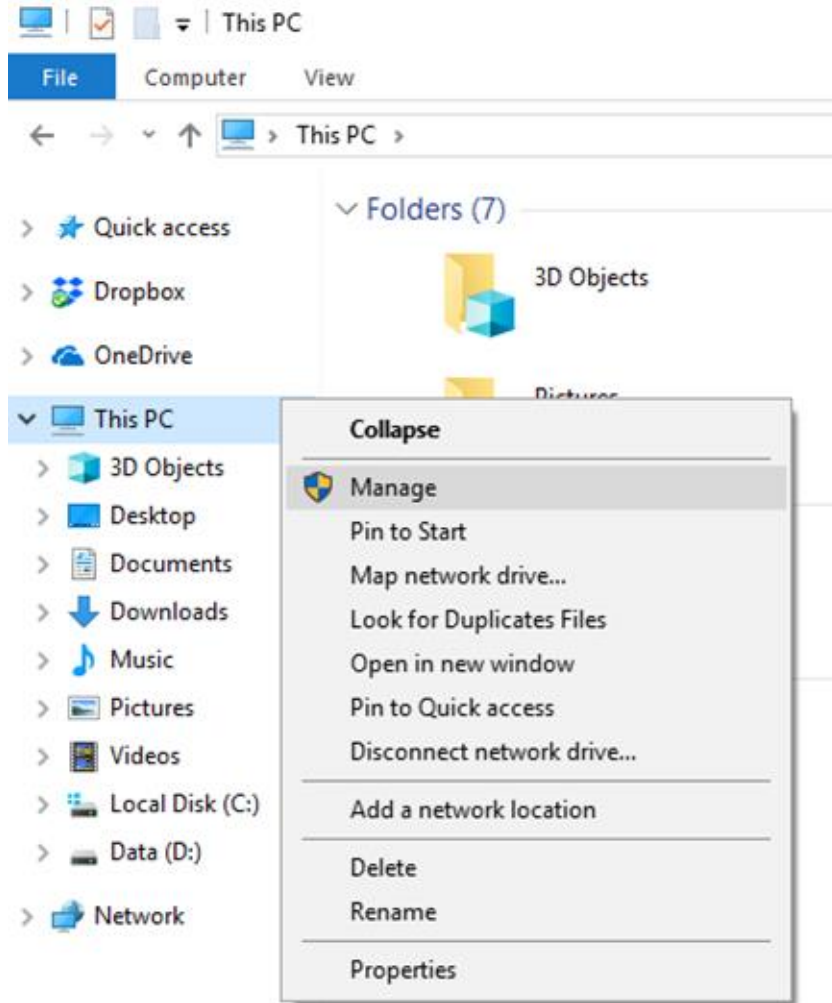 This PC
File Computer View
This PC
Quick access
Dropbox
OneDrive
This PC
3D Objects
Desktop
Documents
Downloads
Music
Pictures
Videos
Local Disk (C:)
Data (D:)
Network
Folders (7)
3D Objects
Pictures
Collapse
Manage
Pin to Start
Map network drive...
Look for Duplicates Files
Open in new window
Pin to Quick access
Disconnect network drive...
Add a network location
Delete
Rename
Properties